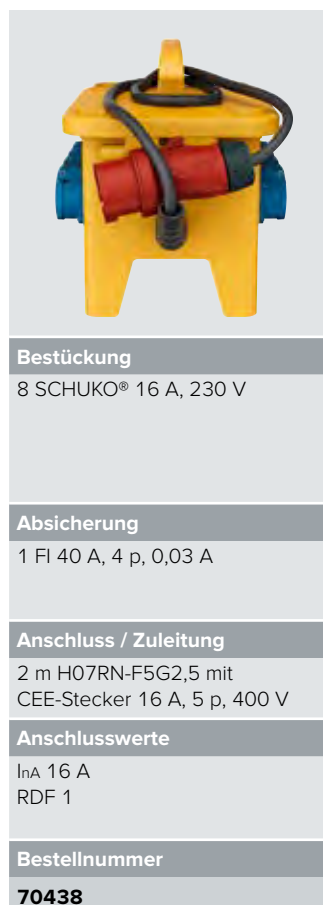 Bestückung
8 SCHUKO® 16 A, 230 V
Absicherung
1 FI 40 A, 4 p, 0,03 A
Anschluss / Zuleitung
2 m H07RN-F5G2,5 mit
CEE-Stecker 16 A, 5 p, 400 V
Anschlusswerte
InA 16 A
RDF 1
Bestellnummer
70438